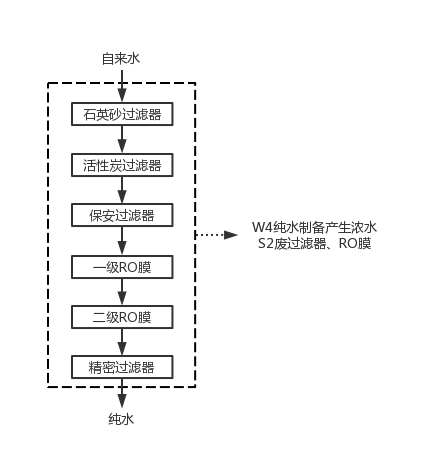 自来水
石英砂过滤器
活性炭过滤器
保安过滤器
一级RO膜
二级RO膜
精密过滤器
纯水
W4纯水制备产生浓水
S2废过滤器、RO膜